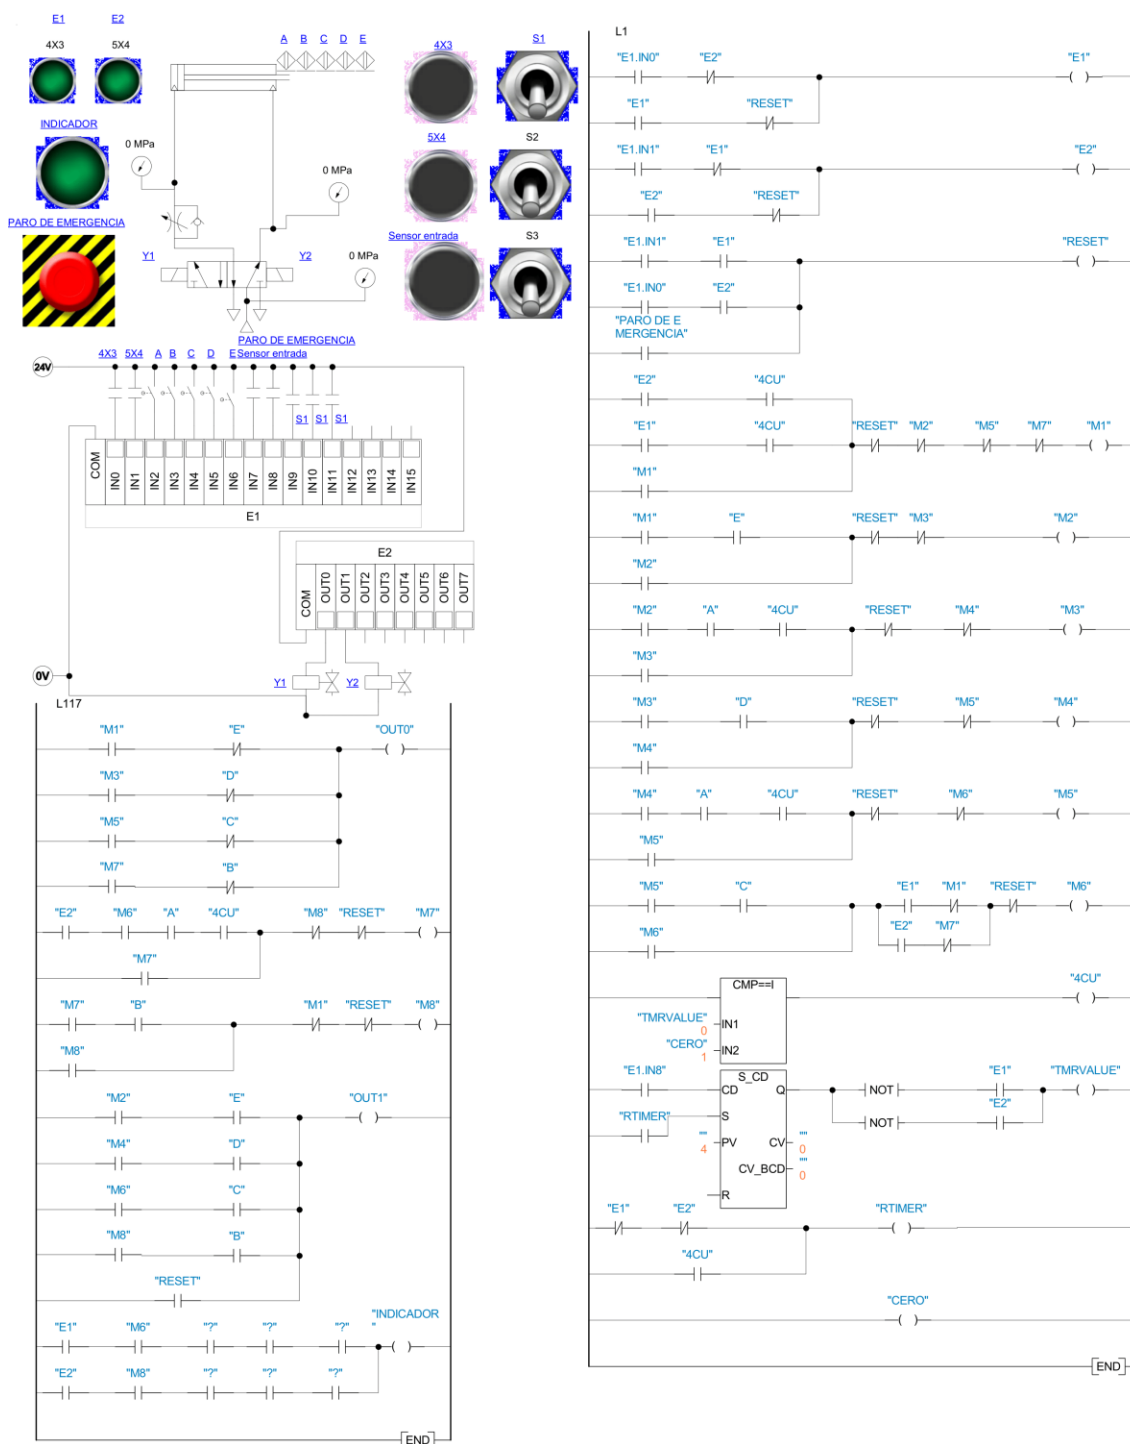 E1 E2
4X3 5X4
INDICADOR
PARO DE EMERGENCIA
A B C D E
0 MPa
0 MPa
0 MPa
Y1 Y2
4X3 S1
5X4 S2
Sensor entrada S3
PARO DE EMERGENCIA
4X3 5X4 A B C D E Sensor entrada
24V
S1 S1 S1
COM IN0 IN1 IN2 IN3 IN4 IN5 IN6 IN7 IN8 IN9 IN10 IN11 IN12 IN13 IN14 IN15
E1
E2
COM OUT0 OUT1 OUT2 OUT3 OUT4 OUT5 OUT6 OUT7
0V
Y1 Y2
L117
"M1" "E" "OUT0"
"M3" "D"
"M5" "C"
"M7" "B"
"E2" "M6" "A" "4CU" "M8" "RESET" "M7"
"M7"
"M7" "B" "M1" "RESET" "M8"
"M8"
"M2" "E" "OUT1"
"M4" "D"
"M6" "C"
"M8" "B"
"RESET"
"INDICADOR
"
"E1" "M6" "?" "?" "?"
"E2" "M8" "?" "?" "?"
END
L1
"E1.IN0" "E2" "E1"
"E1" "RESET"
"E1.IN1" "E1" "E2"
"E2" "RESET"
"E1.IN1" "E1" "RESET"
"E1.IN0" "E2"
"PARO DE E
MERGENCIA"
"E2" "4CU"
"E1" "4CU" "RESET" "M2" "M5" "M7" "M1"
"M1"
"M1" "E" "RESET" "M3" "M2"
"M2"
"M2" "A" "4CU" "RESET" "M4" "M3"
"M3"
"M3" "D" "RESET" "M5" "M4"
"M4"
"M4" "A" "4CU" "RESET" "M6" "M5"
"M5"
"M5" "C" "E1" "M1" "RESET" "M6"
"M6" "E2" "M7"
CMP==I "4CU"
"TMRVALUE"
0 IN1
"CERO"
1 IN2
S_CD
"E1.IN8" CD Q NOT "E1" "TMRVALUE"
"RTIMER" S NOT "E2"
"" 4 PV CV "" 0
CV_BCD "" 0
R
"E1" "E2" "RTIMER"
"4CU"
"CERO"
END